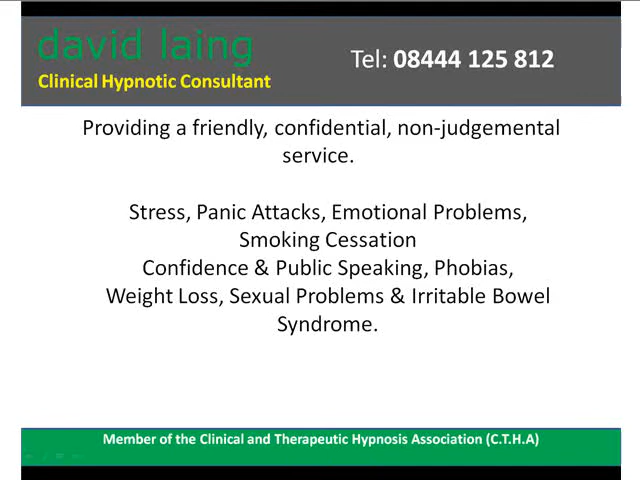 david laing
Clinical Hypnotic Consultant
Tel: 08444 125 812
Providing a friendly, confidential, non-judgemental
service.
Stress, Panic Attacks, Emotional Problems,
Smoking Cessation
Confidence & Public Speaking, Phobias,
Weight Loss, Sexual Problems & Irritable Bowel
Syndrome.
Member of the Clinical and Therapeutic Hypnosis Association (C.T.H.A)